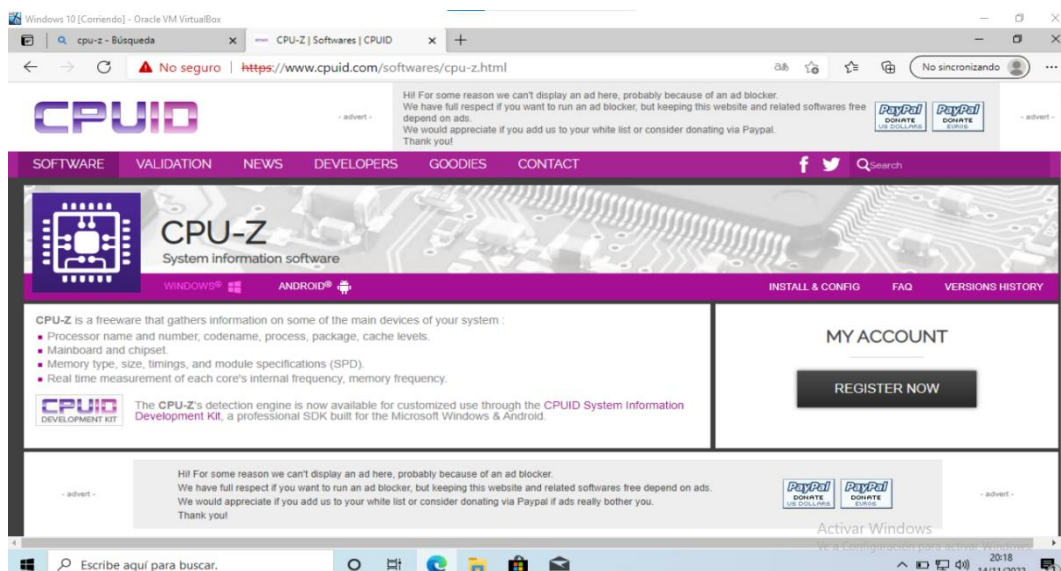 Windows 10 [Corriendo] - Oracle VM VirtualBox
cpu-z - Búsqueda
CPU-Z | Softwares | CPUID
No seguro | https://www.cpuid.com/softwares/cpu-z.html
No sincronizando
CPUID
- advert -
Hi! For some reason we can't display an ad here, probably because of an ad blocker.
We have full respect if you want to run an ad blocker, but keeping this website and related softwares free
depend on ads.
We would appreciate if you add us to your white list or consider donating via Paypal.
Thank you!
PayPal DONATE US DOLLARS
PayPal DONATE EUROS
- advert -
SOFTWARE VALIDATION NEWS DEVELOPERS GOODIES CONTACT
Search
CPU-Z
System information software
WINDOWS® ANDROID® INSTALL & CONFIG FAQ VERSIONS HISTORY
CPU-Z is a freeware that gathers information on some of the main devices of your system :
Processor name and number, codename, process, package, cache levels.
Mainboard and chipset.
Memory type, size, timings, and module specifications (SPD).
Real time measurement of each core's internal frequency, memory frequency.
CPUID
DEVELOPMENT KIT
The CPU-Z's detection engine is now available for customized use through the CPUID System Information
Development Kit, a professional SDK built for the Microsoft Windows & Android.
MY ACCOUNT
REGISTER NOW
- advert -
Hi! For some reason we can't display an ad here, probably because of an ad blocker.
We have full respect if you want to run an ad blocker, but keeping this website and related softwares free depend on ads.
We would appreciate if you add us to your white list or consider donating via Paypal if ads really bother you.
Thank you!
PayPal DONATE US DOLLARS
PayPal DONATE EUROS
- advert -
Activar Windows
Ve a Configuración para activar Windows.
Escribe aquí para buscar.
20:18